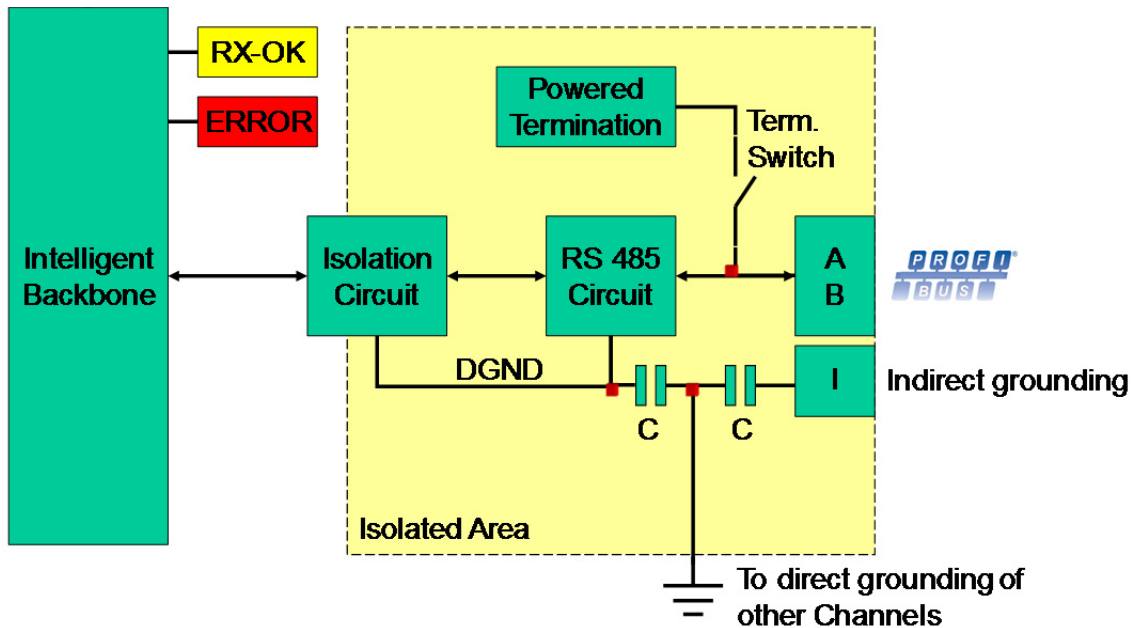 RX-OK
ERROR
Intelligent
Backbone
Powered
Termination
Term.
Switch
Isolation
Circuit
RS 485
Circuit
A
B
PROFI®
BUS
DGND
C
C
I
Indirect grounding
Isolated Area
To direct grounding of
other Channels